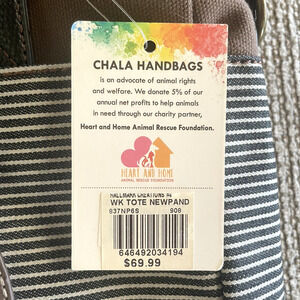 CHALA HANDBAGS
is an advocate of animal rights
and welfare. We donate 5% of our
annual net profits to help animals
in need through our charity partner,
Heart and Home Animal Rescue Foundation.
HEART AND HOME
ANIMAL RESCUE FOUNDATION
HALLMARK CREATIONS #4
WK TOTE NEWPAND
837NP6S 909
646492034194
$69.99